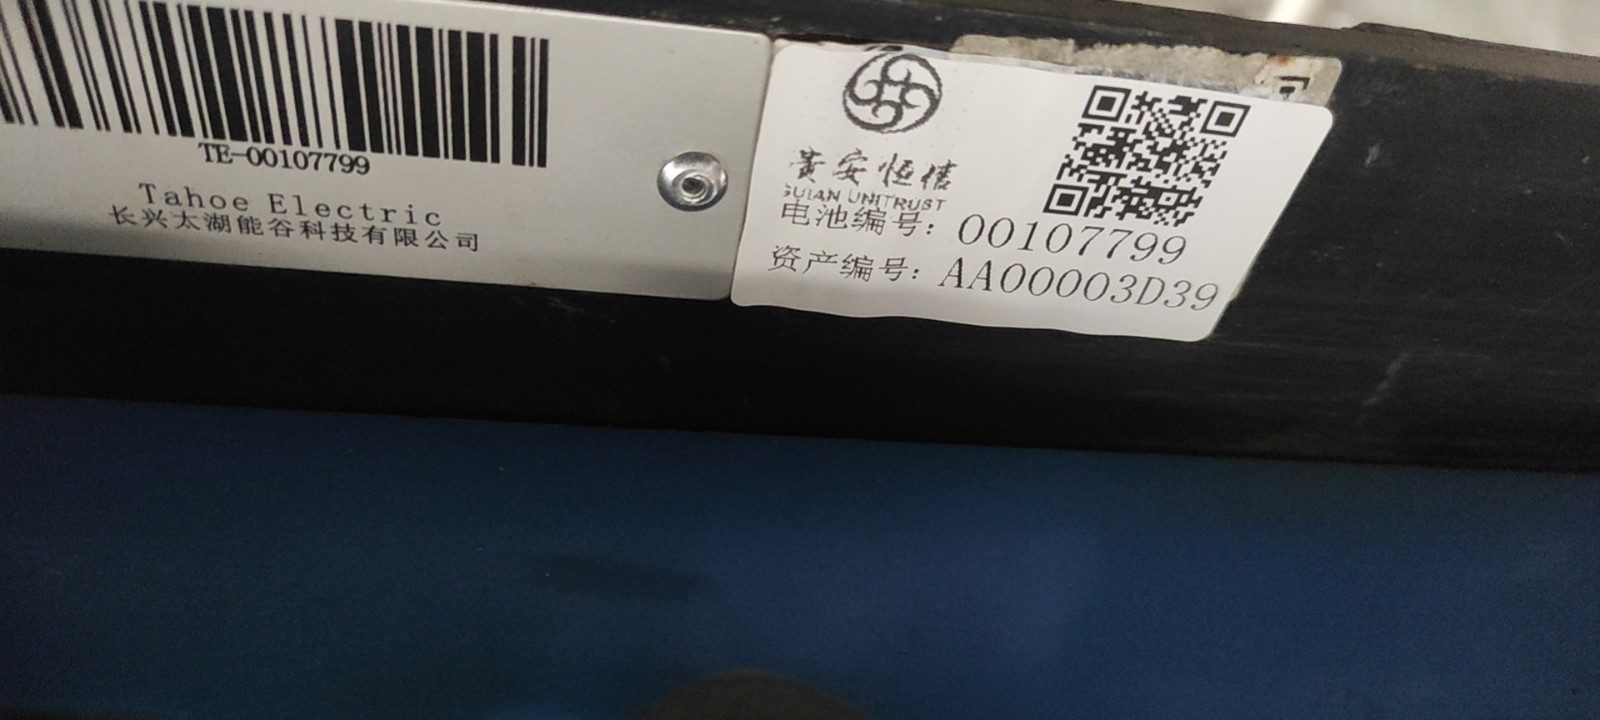 TE-00107799
Tahoe Electric
长兴太湖能谷科技有限公司
贵安恒信
GUIAN UNITRUST
电池编号：00107799
资产编号：AA00003D39